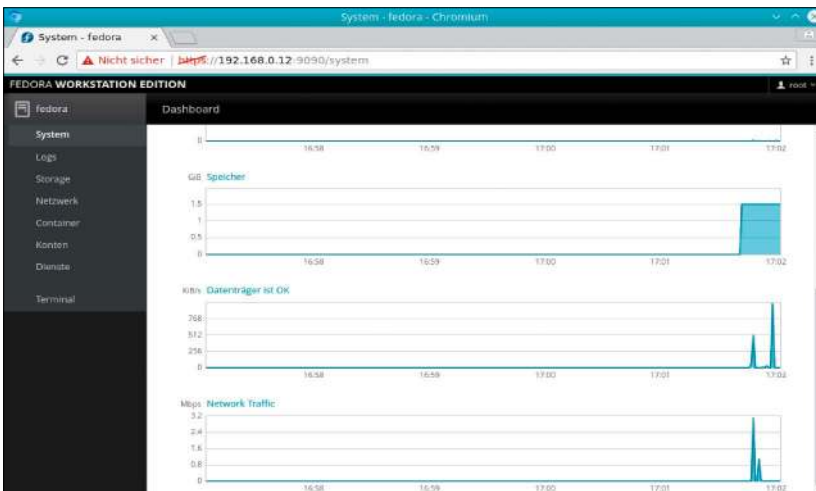 System - fedora - Chromium
System - fedora
Nicht sicher
https://192.168.0.12:9090/system
FEDORA WORKSTATION EDITION
root
fedora
Dashboard
System
Logs
Storage
Netzwerk
Container
Konten
Dienste
Terminal
0
16:58 16:59 17:00 17:01 17:02
GiB Speicher
1.5
1
0.5
0
16:58 16:59 17:00 17:01 17:02
KiB/s Datenträger ist OK
768
512
256
0
16:58 16:59 17:00 17:01 17:02
Mbps Network Traffic
3.2
2.4
1.6
0.8
0
16:58 16:59 17:00 17:01 17:02